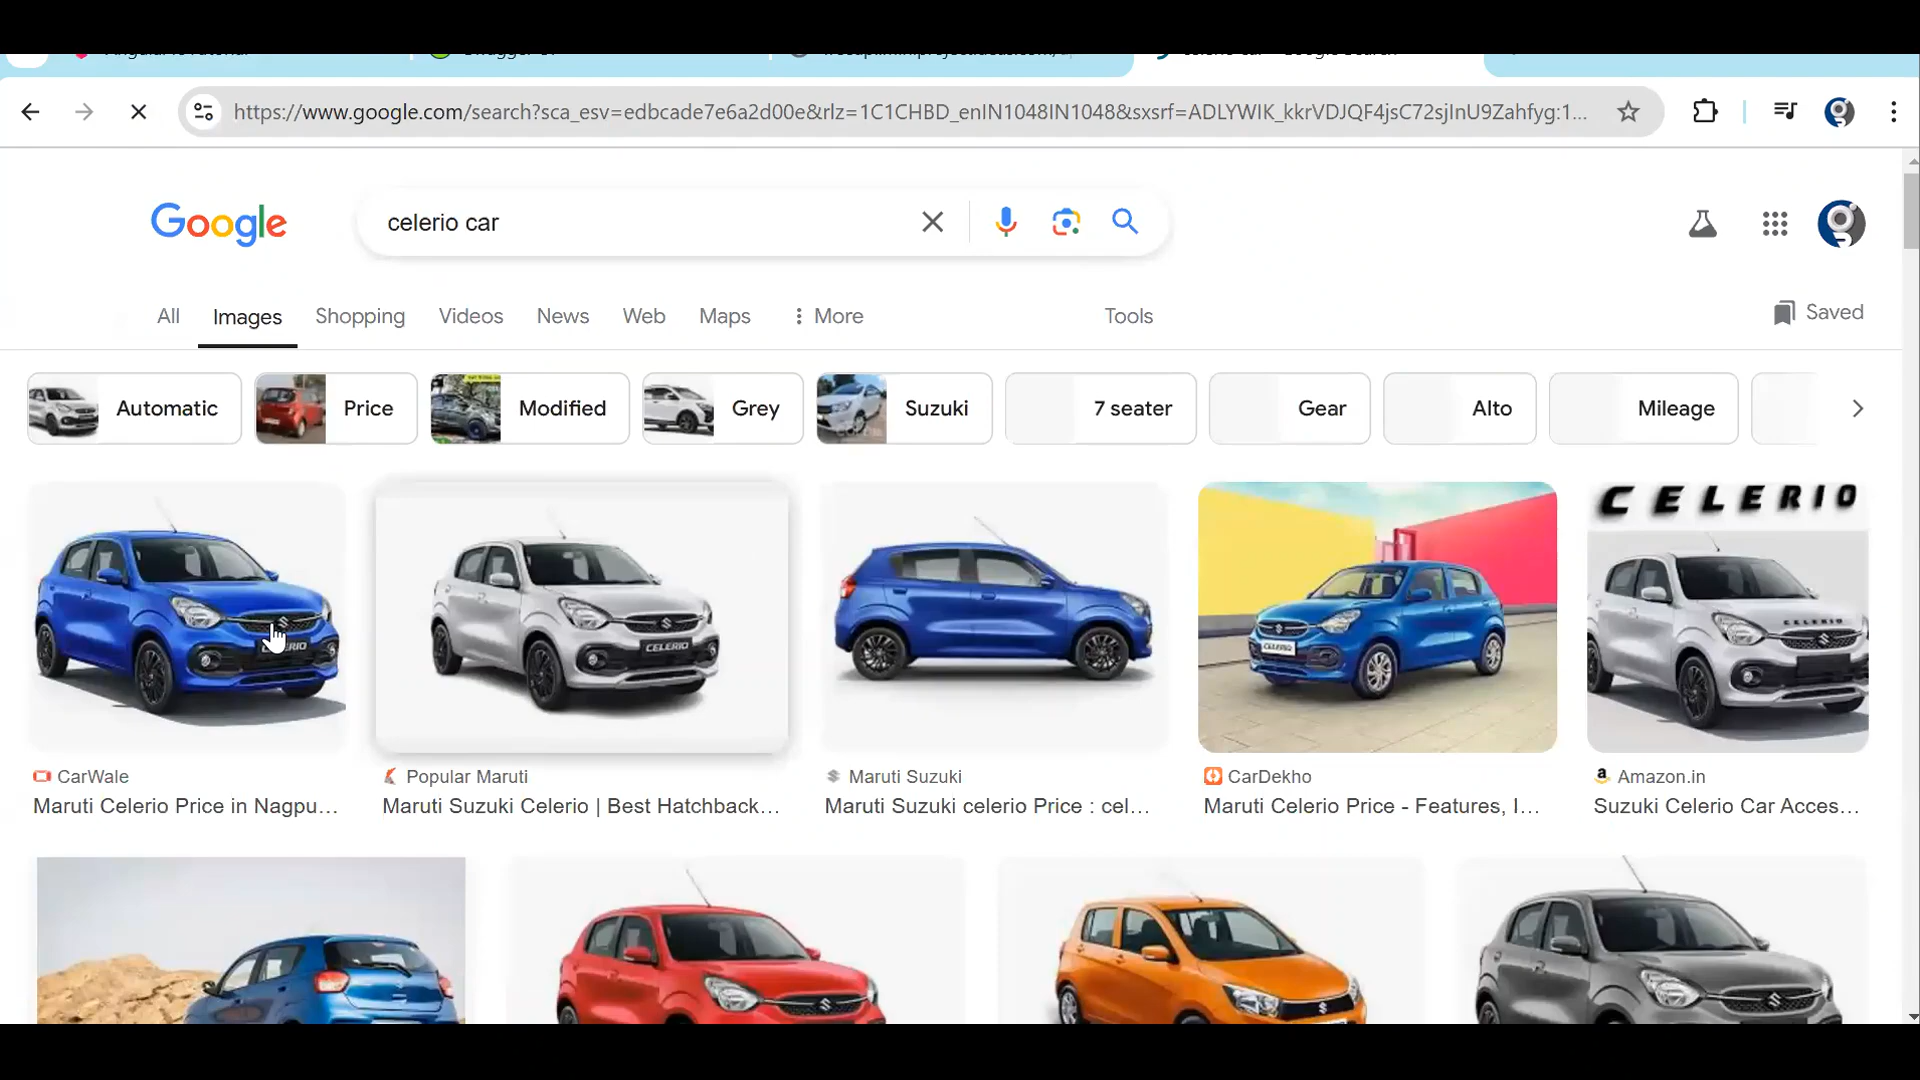 https://www.google.com/search?sca_esv=edbcade7e6a2d00e&rlz=1C1CHBD_enIN1048IN1048&sxsrf=ADLYWIK_kkrVDJQF4jsC72sjInU9Zahfyg:1...
Google
celerio car
All Images Shopping Videos News Web Maps More Tools
Saved
Automatic Price Modified Grey Suzuki 7 seater Gear Alto Mileage
CELERIO
CELERIO
CELERIO
CELERIO
CarWale Popular Maruti Maruti Suzuki CarDekho Amazon.in
Maruti Celerio Price in Nagpu... Maruti Suzuki Celerio | Best Hatchback... Maruti Suzuki celerio Price : cel... Maruti Celerio Price - Features, I... Suzuki Celerio Car Acces...